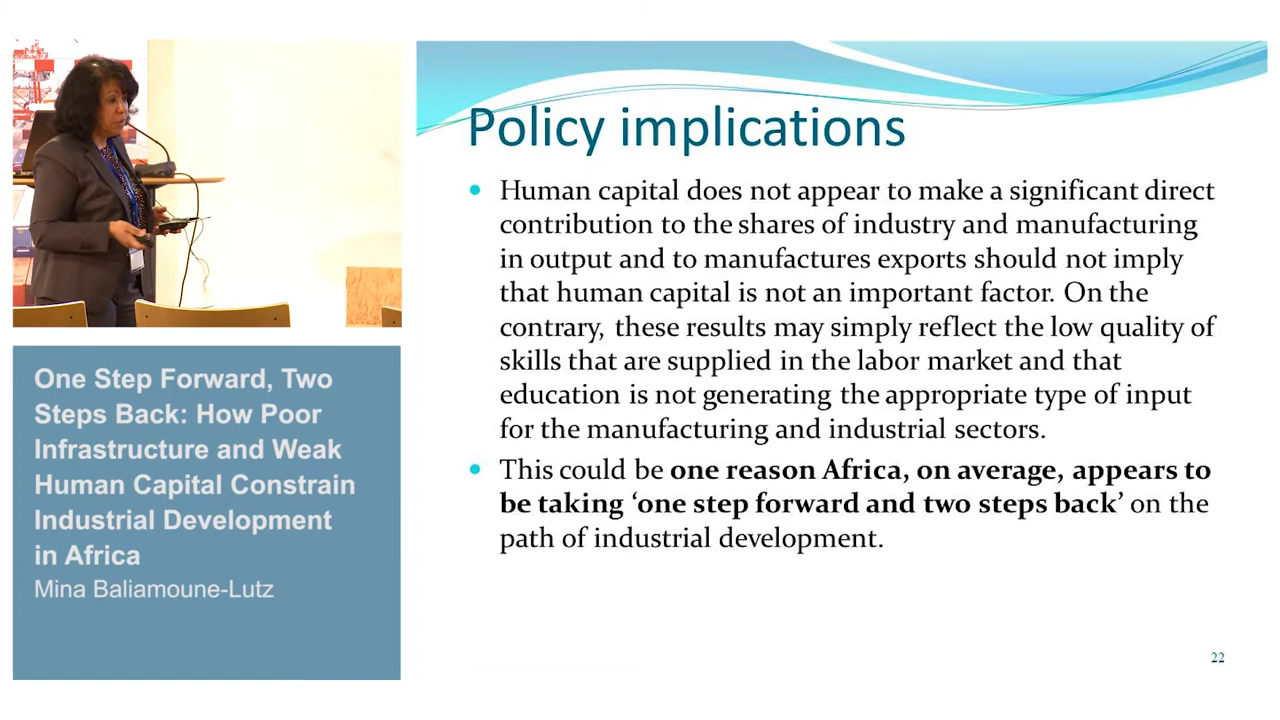 Policy implications
Human capital does not appear to make a significant direct
contribution to the shares of industry and manufacturing
in output and to manufactures exports should not imply
that human capital is not an important factor. On the
contrary, these results may simply reflect the low quality of
skills that are supplied in the labor market and that
education is not generating the appropriate type of input
for the manufacturing and industrial sectors.
This could be one reason Africa, on average, appears to
be taking ‘one step forward and two steps back’ on the
path of industrial development.
22
One Step Forward, Two
Steps Back: How Poor
Infrastructure and Weak
Human Capital Constrain
Industrial Development
in Africa
Mina Baliamoune-Lutz